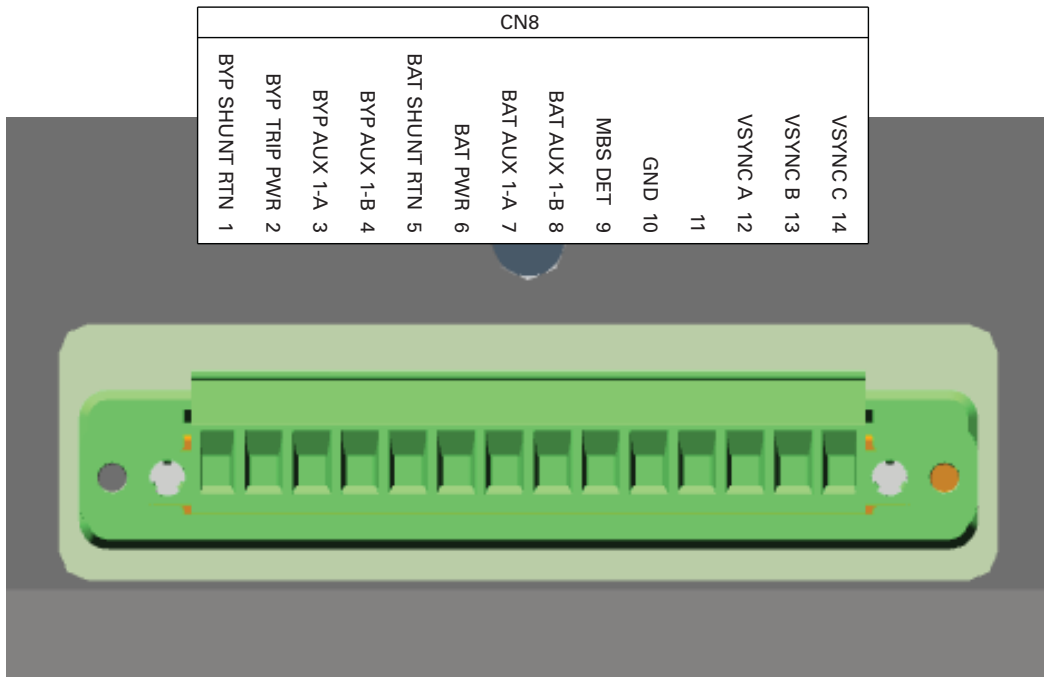 CN8
BYP SHUNT RTN 1
BYP TRIP PWR 2
BYP AUX 1-A 3
BYP AUX 1-B 4
BAT SHUNT RTN 5
BAT PWR 6
BAT AUX 1-A 7
BAT AUX 1-B 8
MBS DET 9
GND 10
11
VSYNC A 12
VSYNC B 13
VSYNC C 14